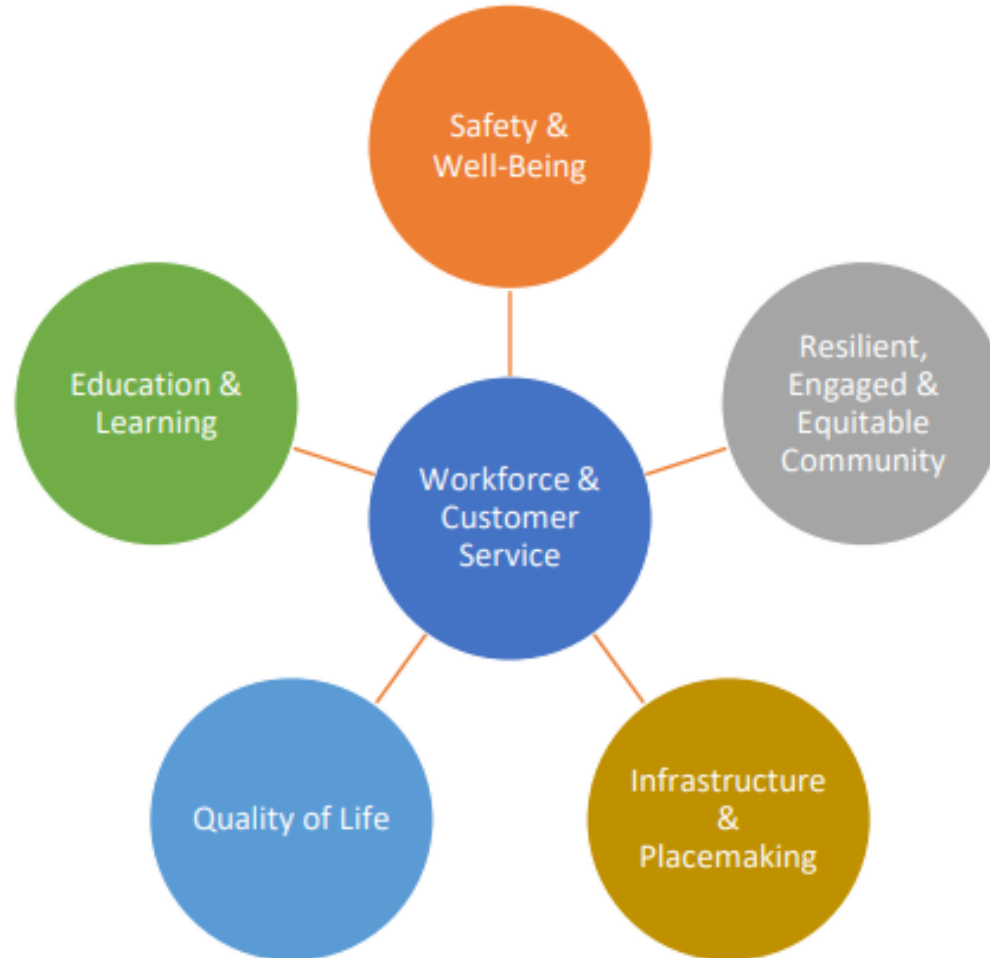 Safety &
Well-Being
Education &
Learning
Resilient,
Engaged &
Equitable
Community
Workforce &
Customer
Service
Quality of Life
Infrastructure
&
Placemaking